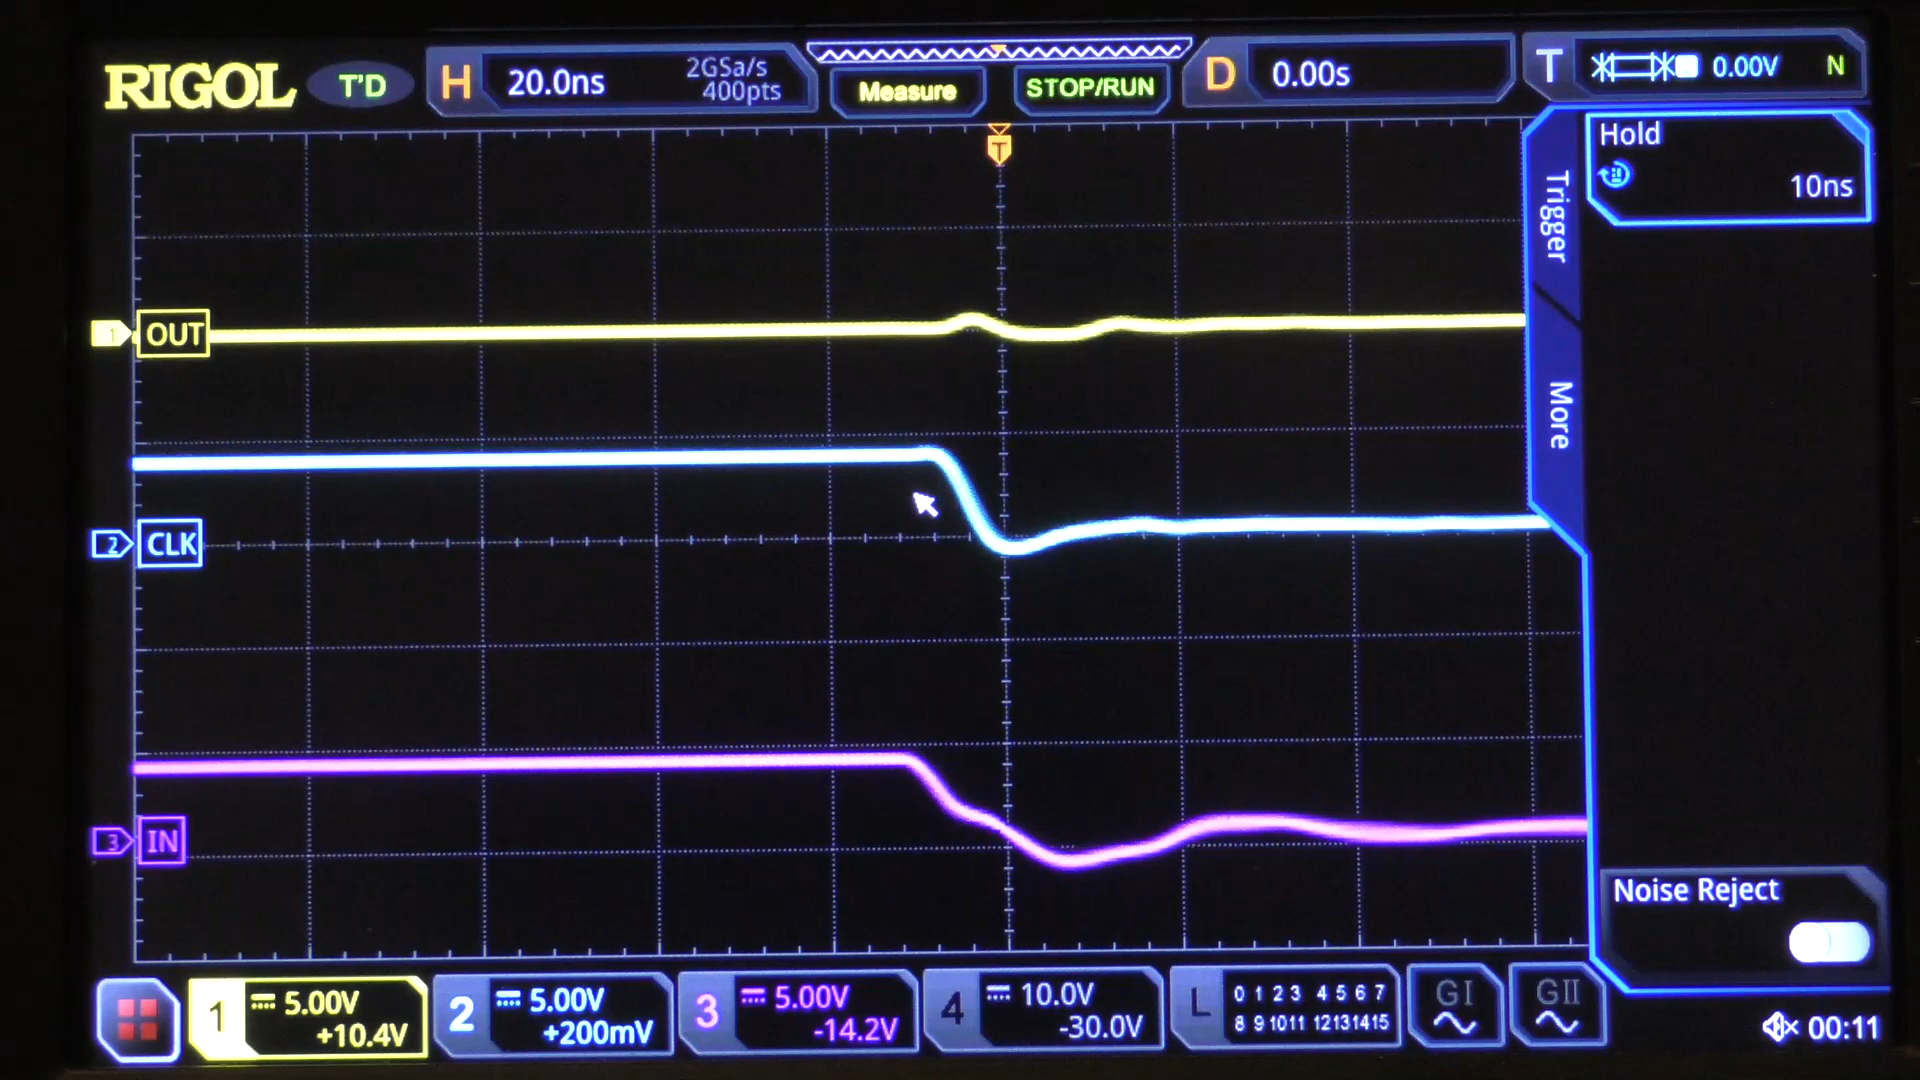 RIGOL T'D H 20.0ns 2GSa/s 400pts Measure STOP/RUN D 0.00s T 0.00V N
T
Hold
10ns
Trigger
More
1 OUT
2 CLK
3 IN
Noise Reject
1 5.00V +10.4V
2 5.00V +200mV
3 5.00V -14.2V
4 10.0V -30.0V
L 0 1 2 3 4 5 6 7
8 9 10 11 12 13 14 15
GI GII
00:11